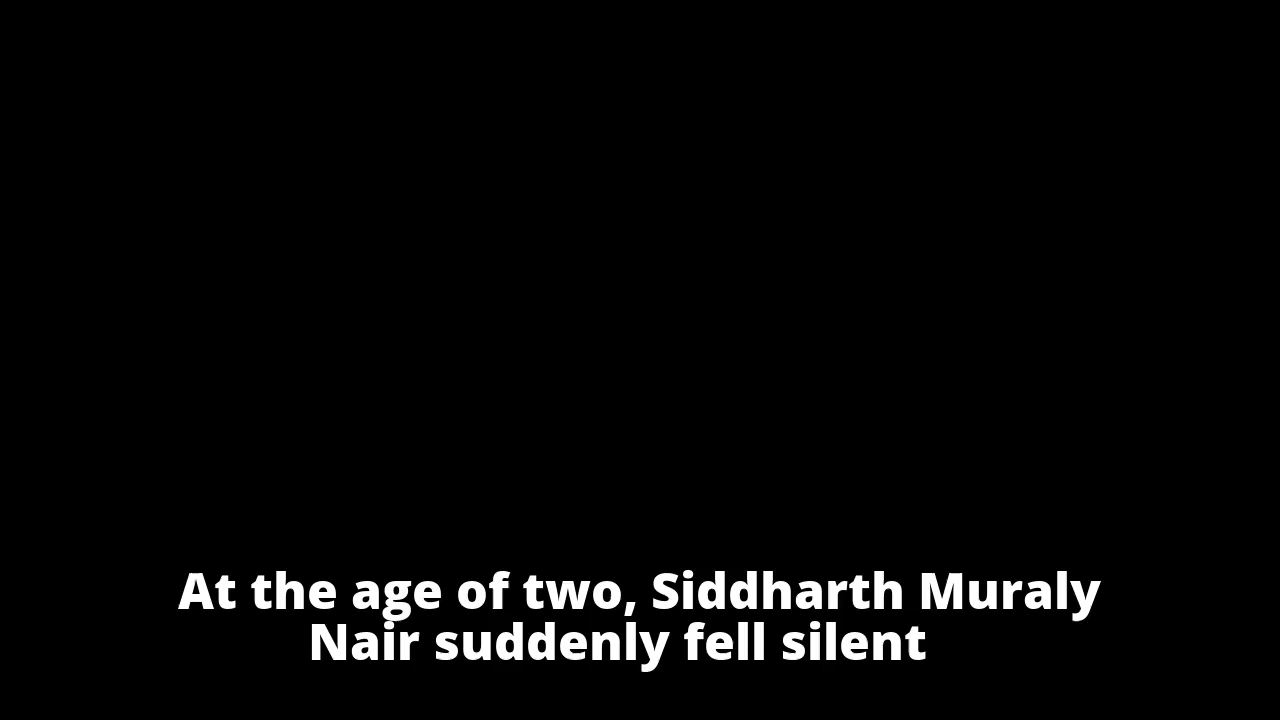 At the age of two, Siddharth Muraly
Nair suddenly fell silent